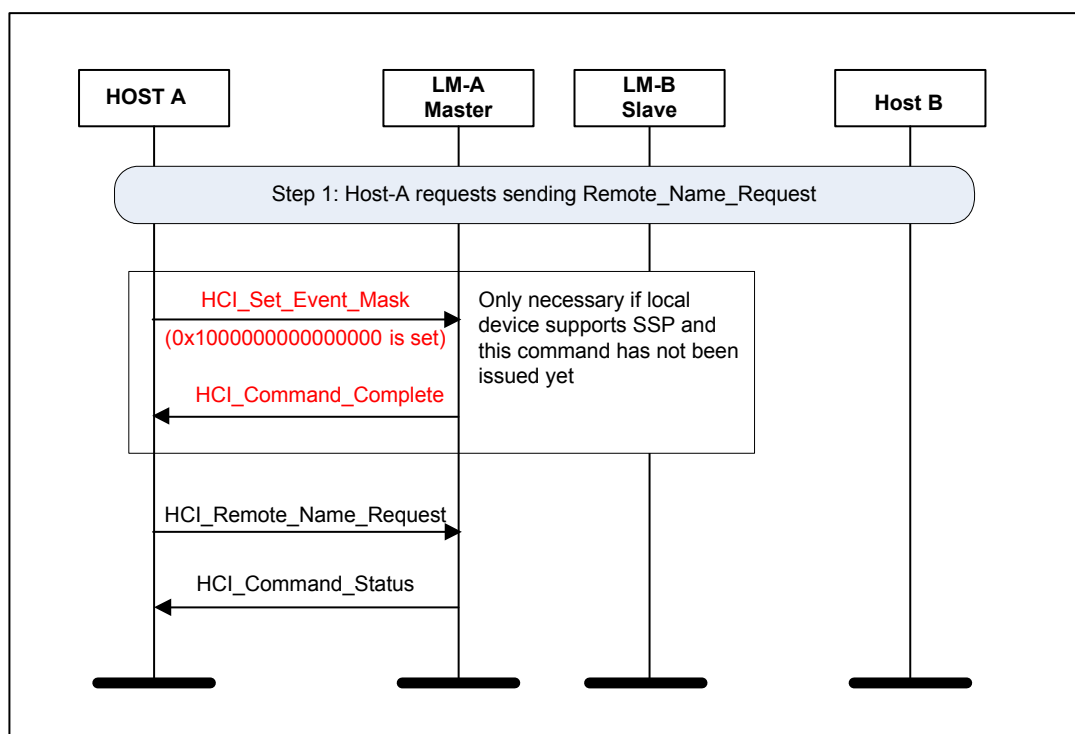 HOST A
LM-A
Master
LM-B
Slave
Host B
Step 1: Host-A requests sending Remote_Name_Request
HCI_Set_Event_Mask
(0x1000000000000000 is set)
Only necessary if local
device supports SSP and
this command has not been
issued yet
HCI_Command_Complete
HCI_Remote_Name_Request
HCI_Command_Status